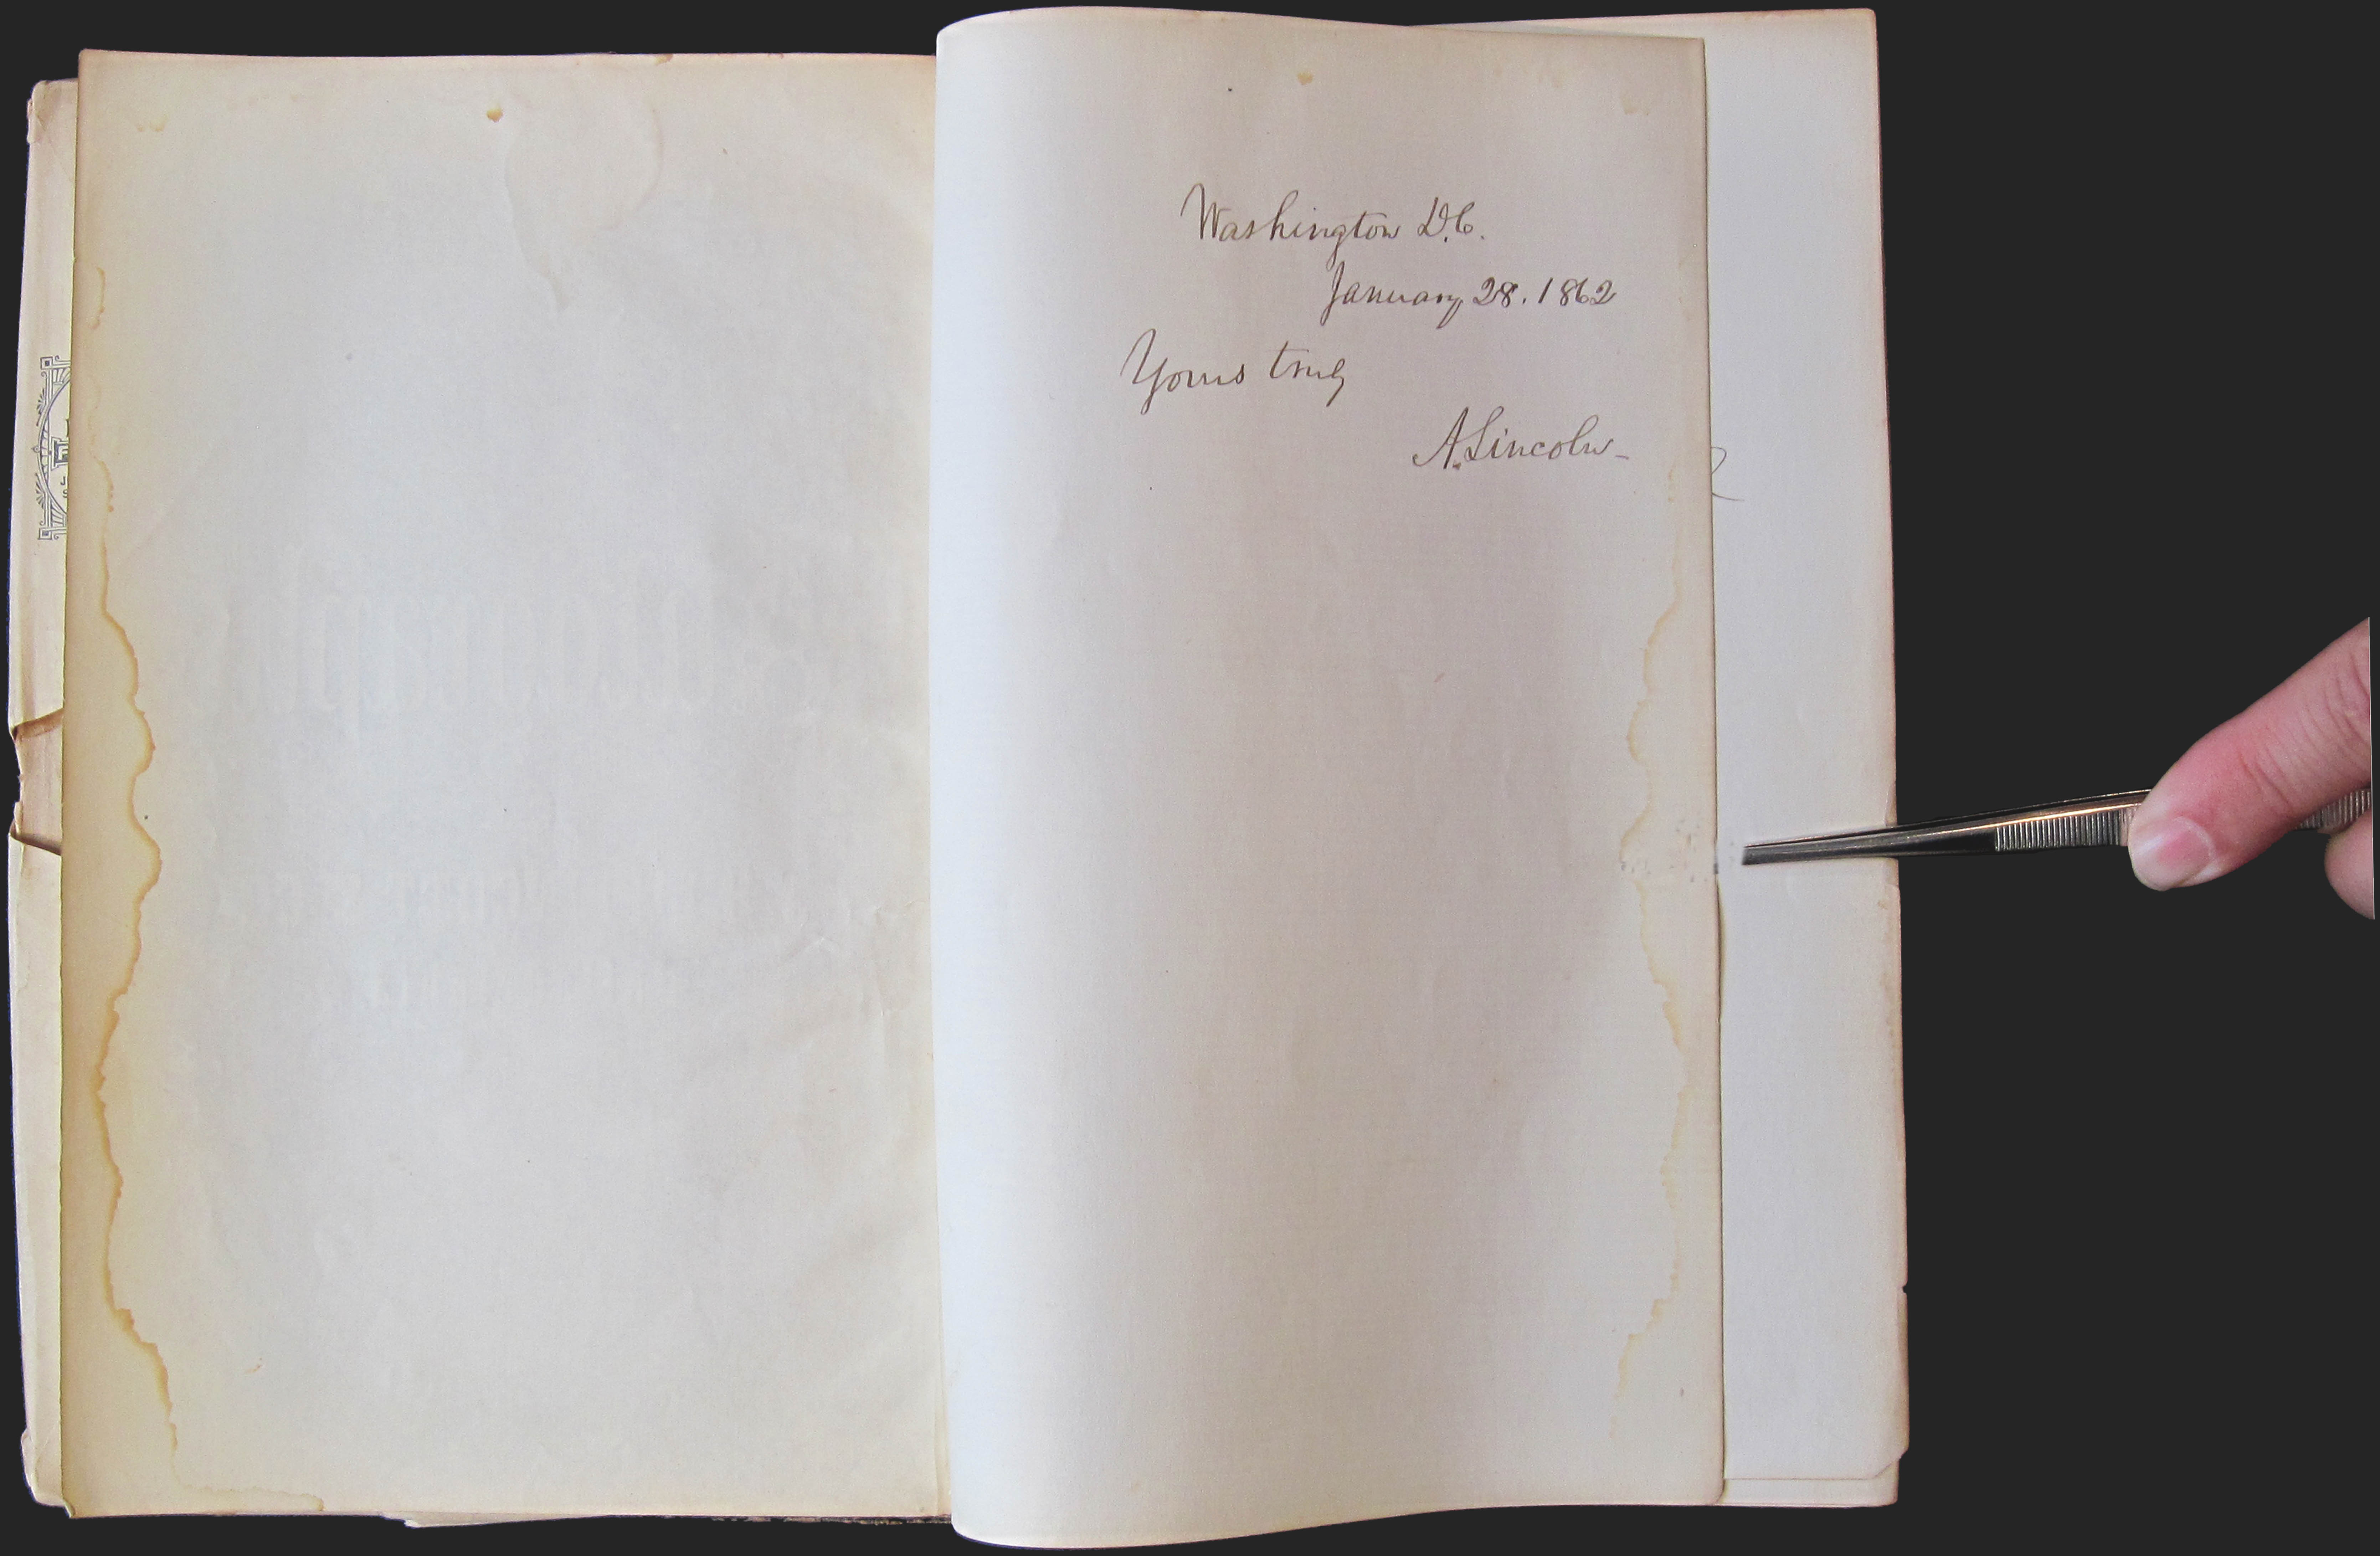 Washington D.C.
January 28. 1862
Yours truly
A. Lincoln